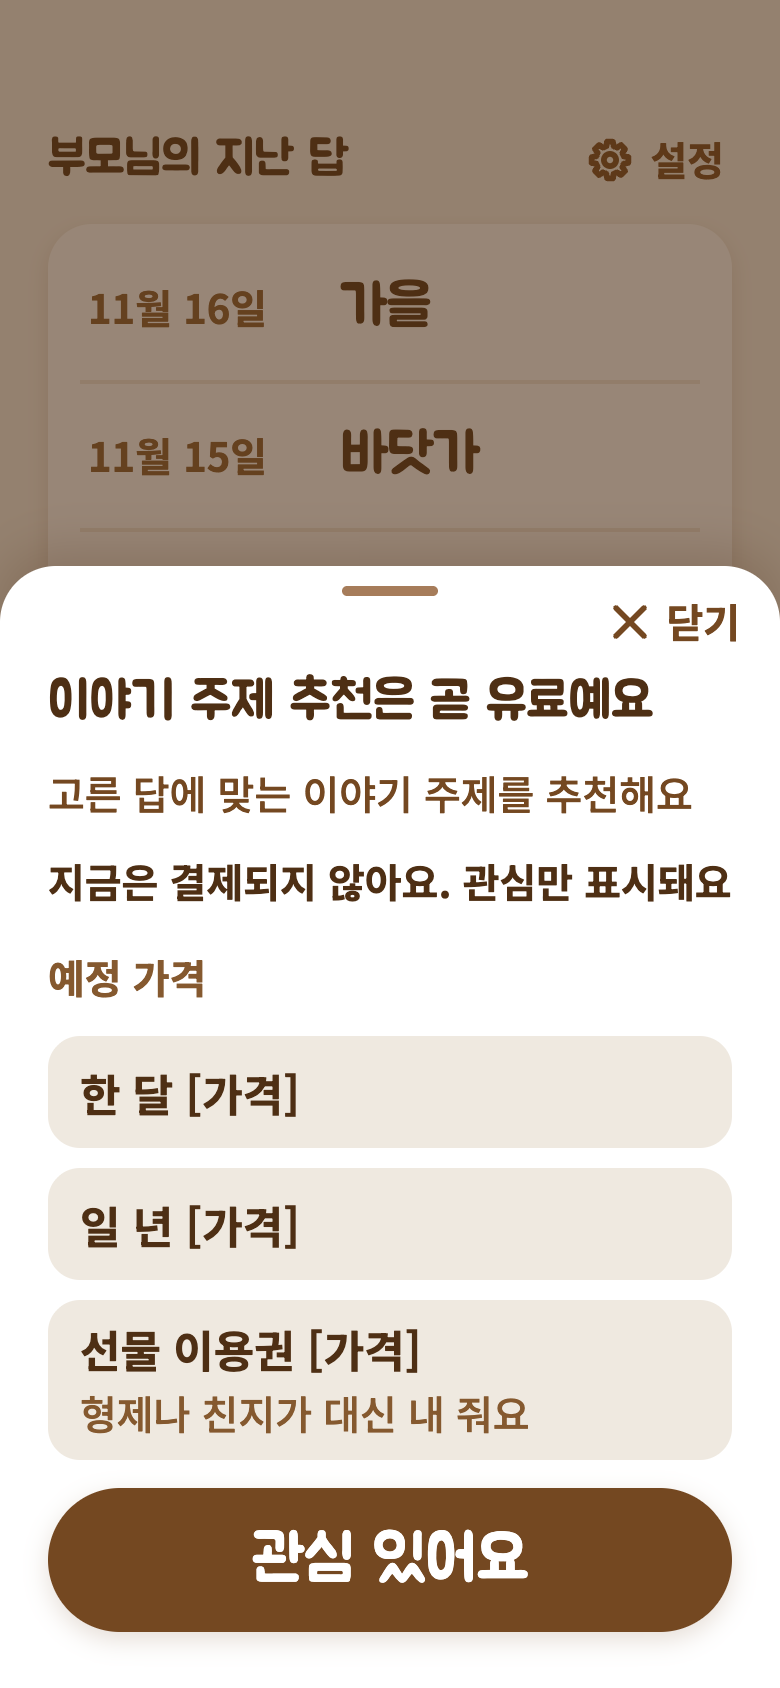 부모님의 지난 답
설정
11월 16일 가을
11월 15일 바닷가
닫기
이야기 주제 추천은 곧 유료예요
고른 답에 맞는 이야기 주제를 추천해요
지금은 결제되지 않아요. 관심만 표시돼요
예정 가격
한 달 [가격]
일 년 [가격]
선물 이용권 [가격]
형제나 친지가 대신 내 줘요
관심 있어요